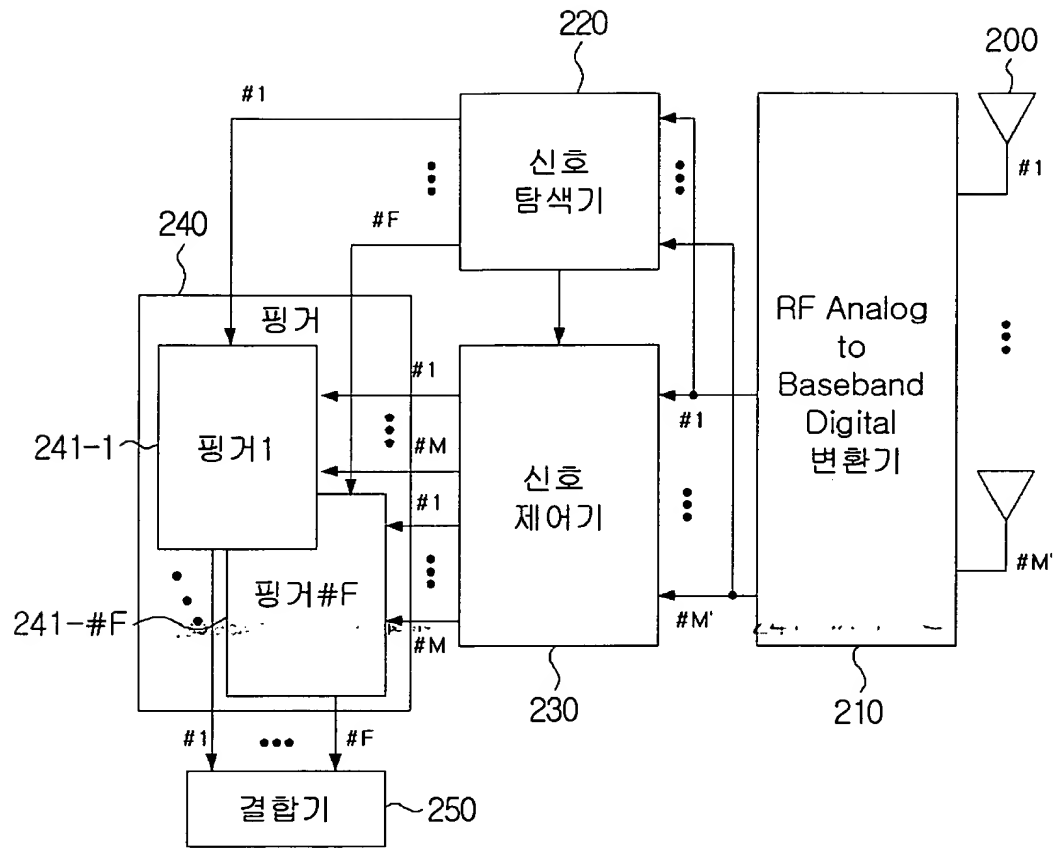 220
200
#1
신호
탐색기
#1
#F
240
핑거
RF Analog
to
Baseband
Digital
변환기
#1
#1
241-1
핑거1
#M
신호
제어기
#1
#M'
핑거#F
241-#F
#M
#M'
230
210
#1
#F
결합기
250